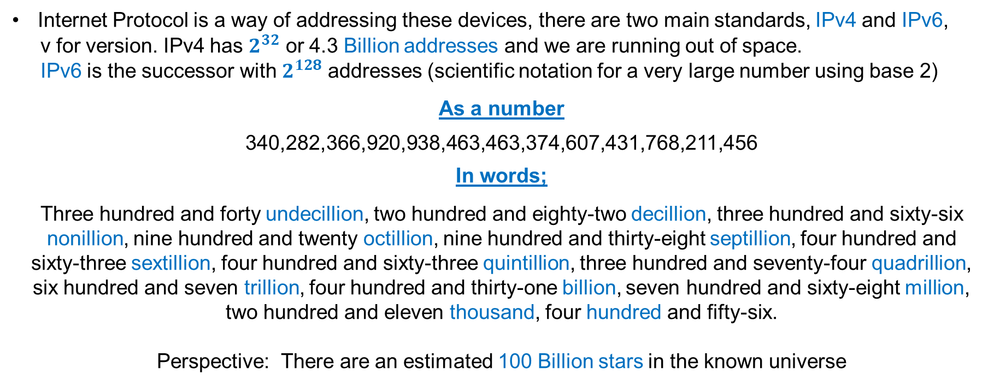 • Internet Protocol is a way of addressing these devices, there are two main standards, IPv4 and IPv6,
v for version. IPv4 has 2³² or 4.3 Billion addresses and we are running out of space.
IPv6 is the successor with 2¹²⁸ addresses (scientific notation for a very large number using base 2)
As a number
340,282,366,920,938,463,463,374,607,431,768,211,456
In words;
Three hundred and forty undecillion, two hundred and eighty-two decillion, three hundred and sixty-six
nonillion, nine hundred and twenty octillion, nine hundred and thirty-eight septillion, four hundred and
sixty-three sextillion, four hundred and sixty-three quintillion, three hundred and seventy-four quadrillion,
six hundred and seven trillion, four hundred and thirty-one billion, seven hundred and sixty-eight million,
two hundred and eleven thousand, four hundred and fifty-six.
Perspective: There are an estimated 100 Billion stars in the known universe